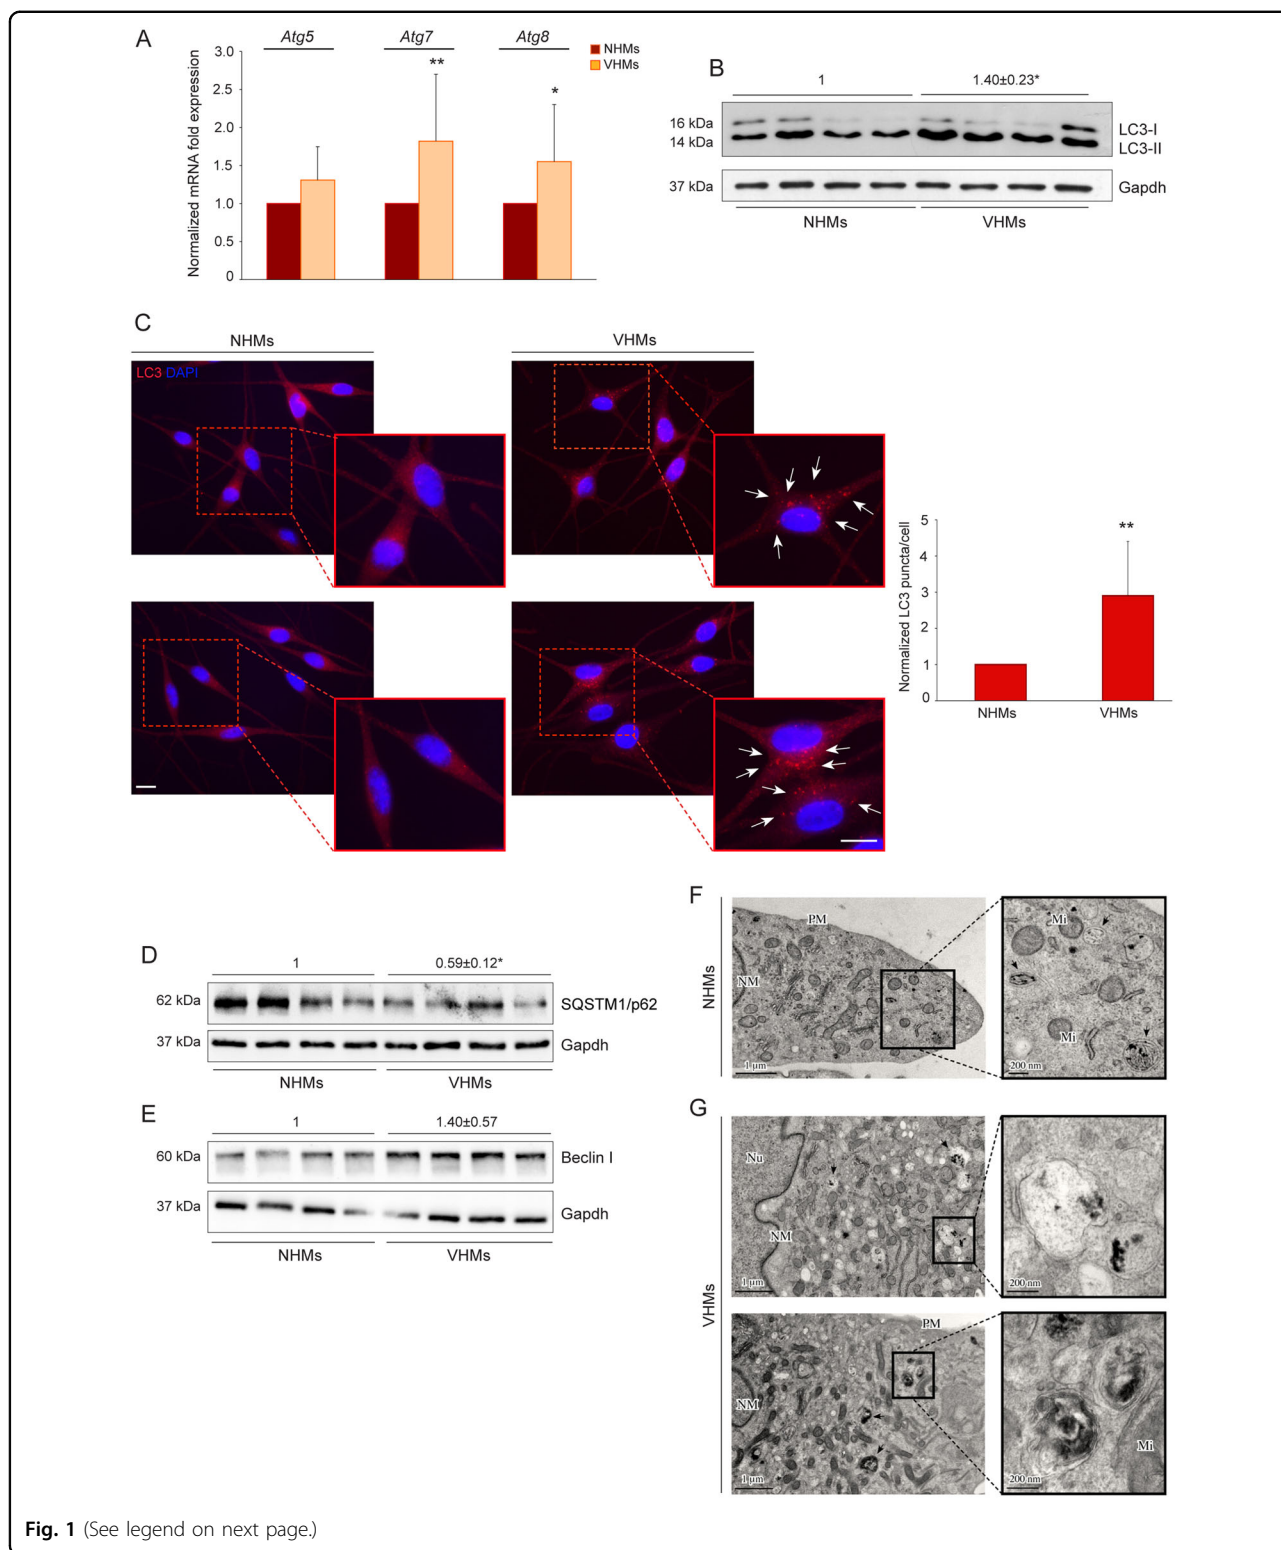 A
Atg5 Atg7 Atg8
NHMs
VHMs
Normalized mRNA fold expression
3.0
2.5
2.0
1.5
1.0
0.5
0
**
*
B
1 1.40±0.23*
16 kDa
14 kDa
LC3-I
LC3-II
37 kDa
Gapdh
NHMs VHMs
C
NHMs VHMs
LC3 DAPI
Normalized LC3 puncta/cell
5
4
3
2
1
0
**
NHMs VHMs
D
1 0.59±0.12*
62 kDa
SQSTM1/p62
37 kDa
Gapdh
NHMs VHMs
E
1 1.40±0.57
60 kDa
Beclin I
37 kDa
Gapdh
NHMs VHMs
F
NHMs
PM
NM
1 µm
Mi
Mi
200 nm
G
VHMs
Nu
NM
1 µm
200 nm
PM
NM
1 µm
Mi
200 nm
Fig. 1 (See legend on next page.)